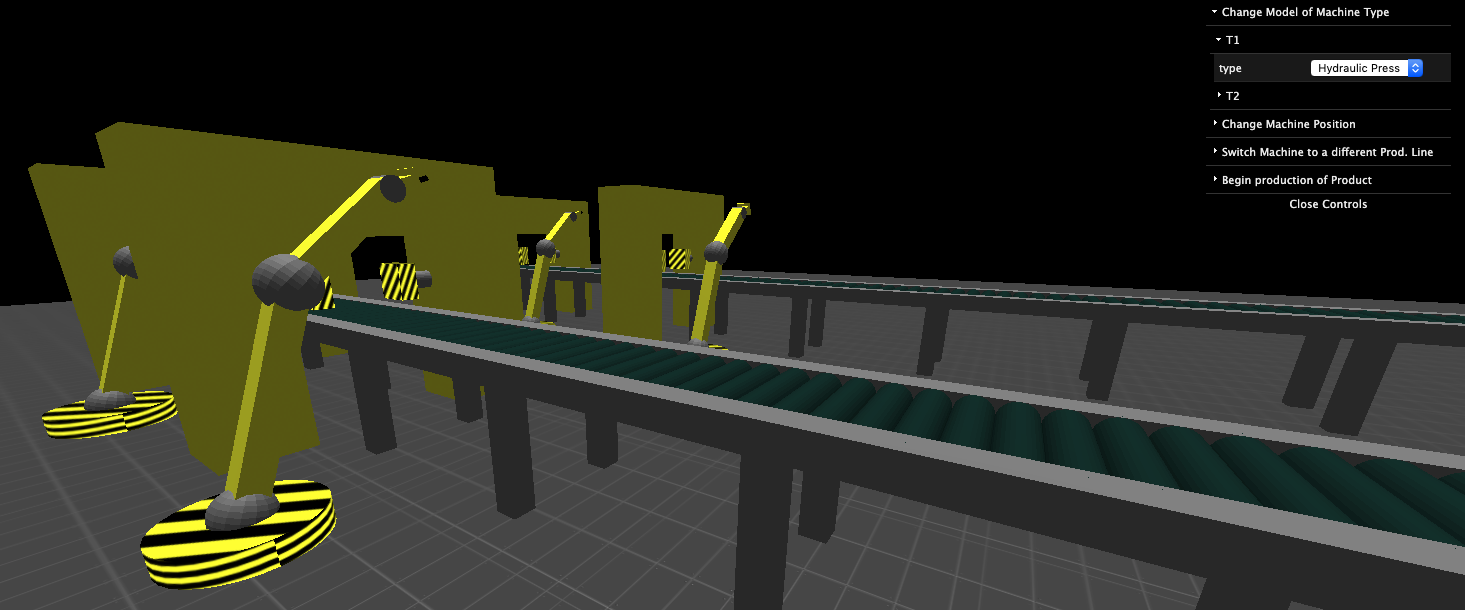 Change Model of Machine Type
T1
type Hydraulic Press
T2
Change Machine Position
Switch Machine to a different Prod. Line
Begin production of Product
Close Controls